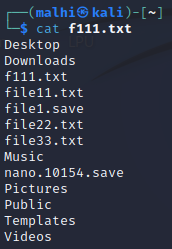 ┌──(malhi㉿kali)-[~]
└─$ cat f111.txt
Desktop
Downloads
f111.txt
file11.txt
file1.save
file22.txt
file33.txt
Music
nano.10154.save
Pictures
Public
Templates
Videos